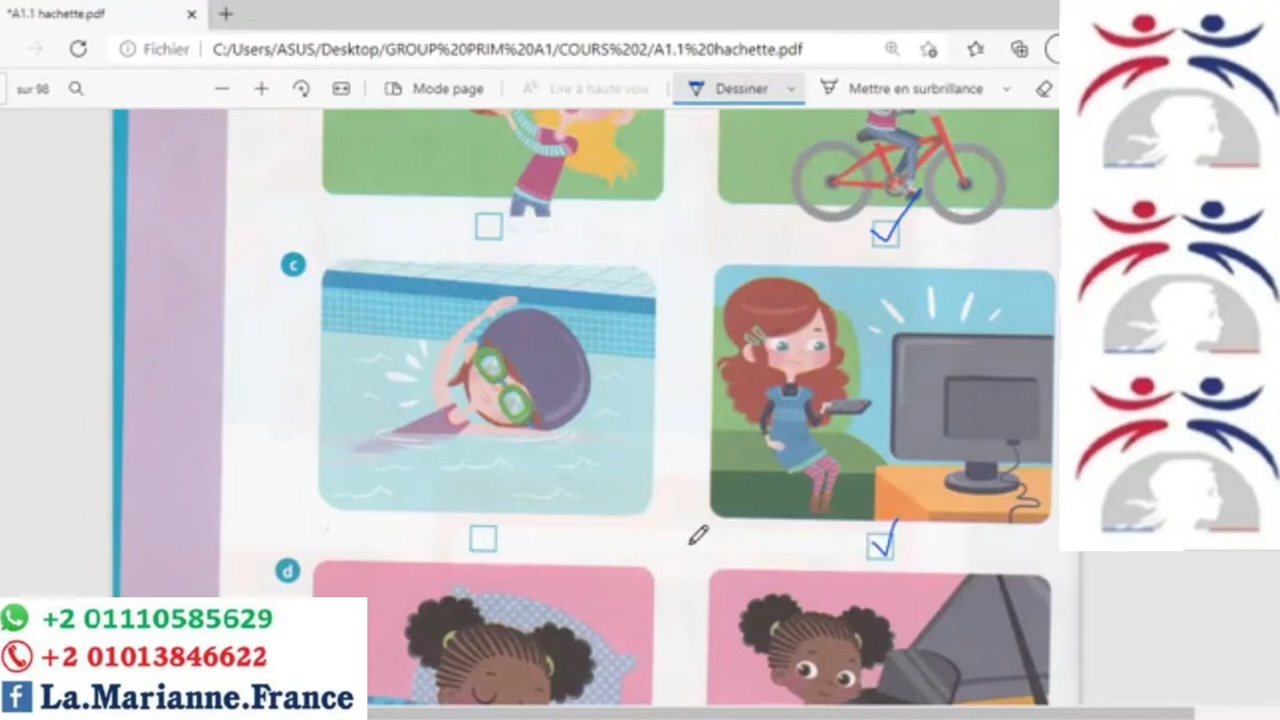 *A1.1 hachette.pdf
Fichier C:/Users/ASUS/Desktop/GROUP%20PRIM%20A1/COURS%202/A1.1%20hachette.pdf
sur 98 Mode page Lire à haute voix Dessiner Mettre en surbrillance
c
d
+2 01110585629
+2 01013846622
La.Marianne.France